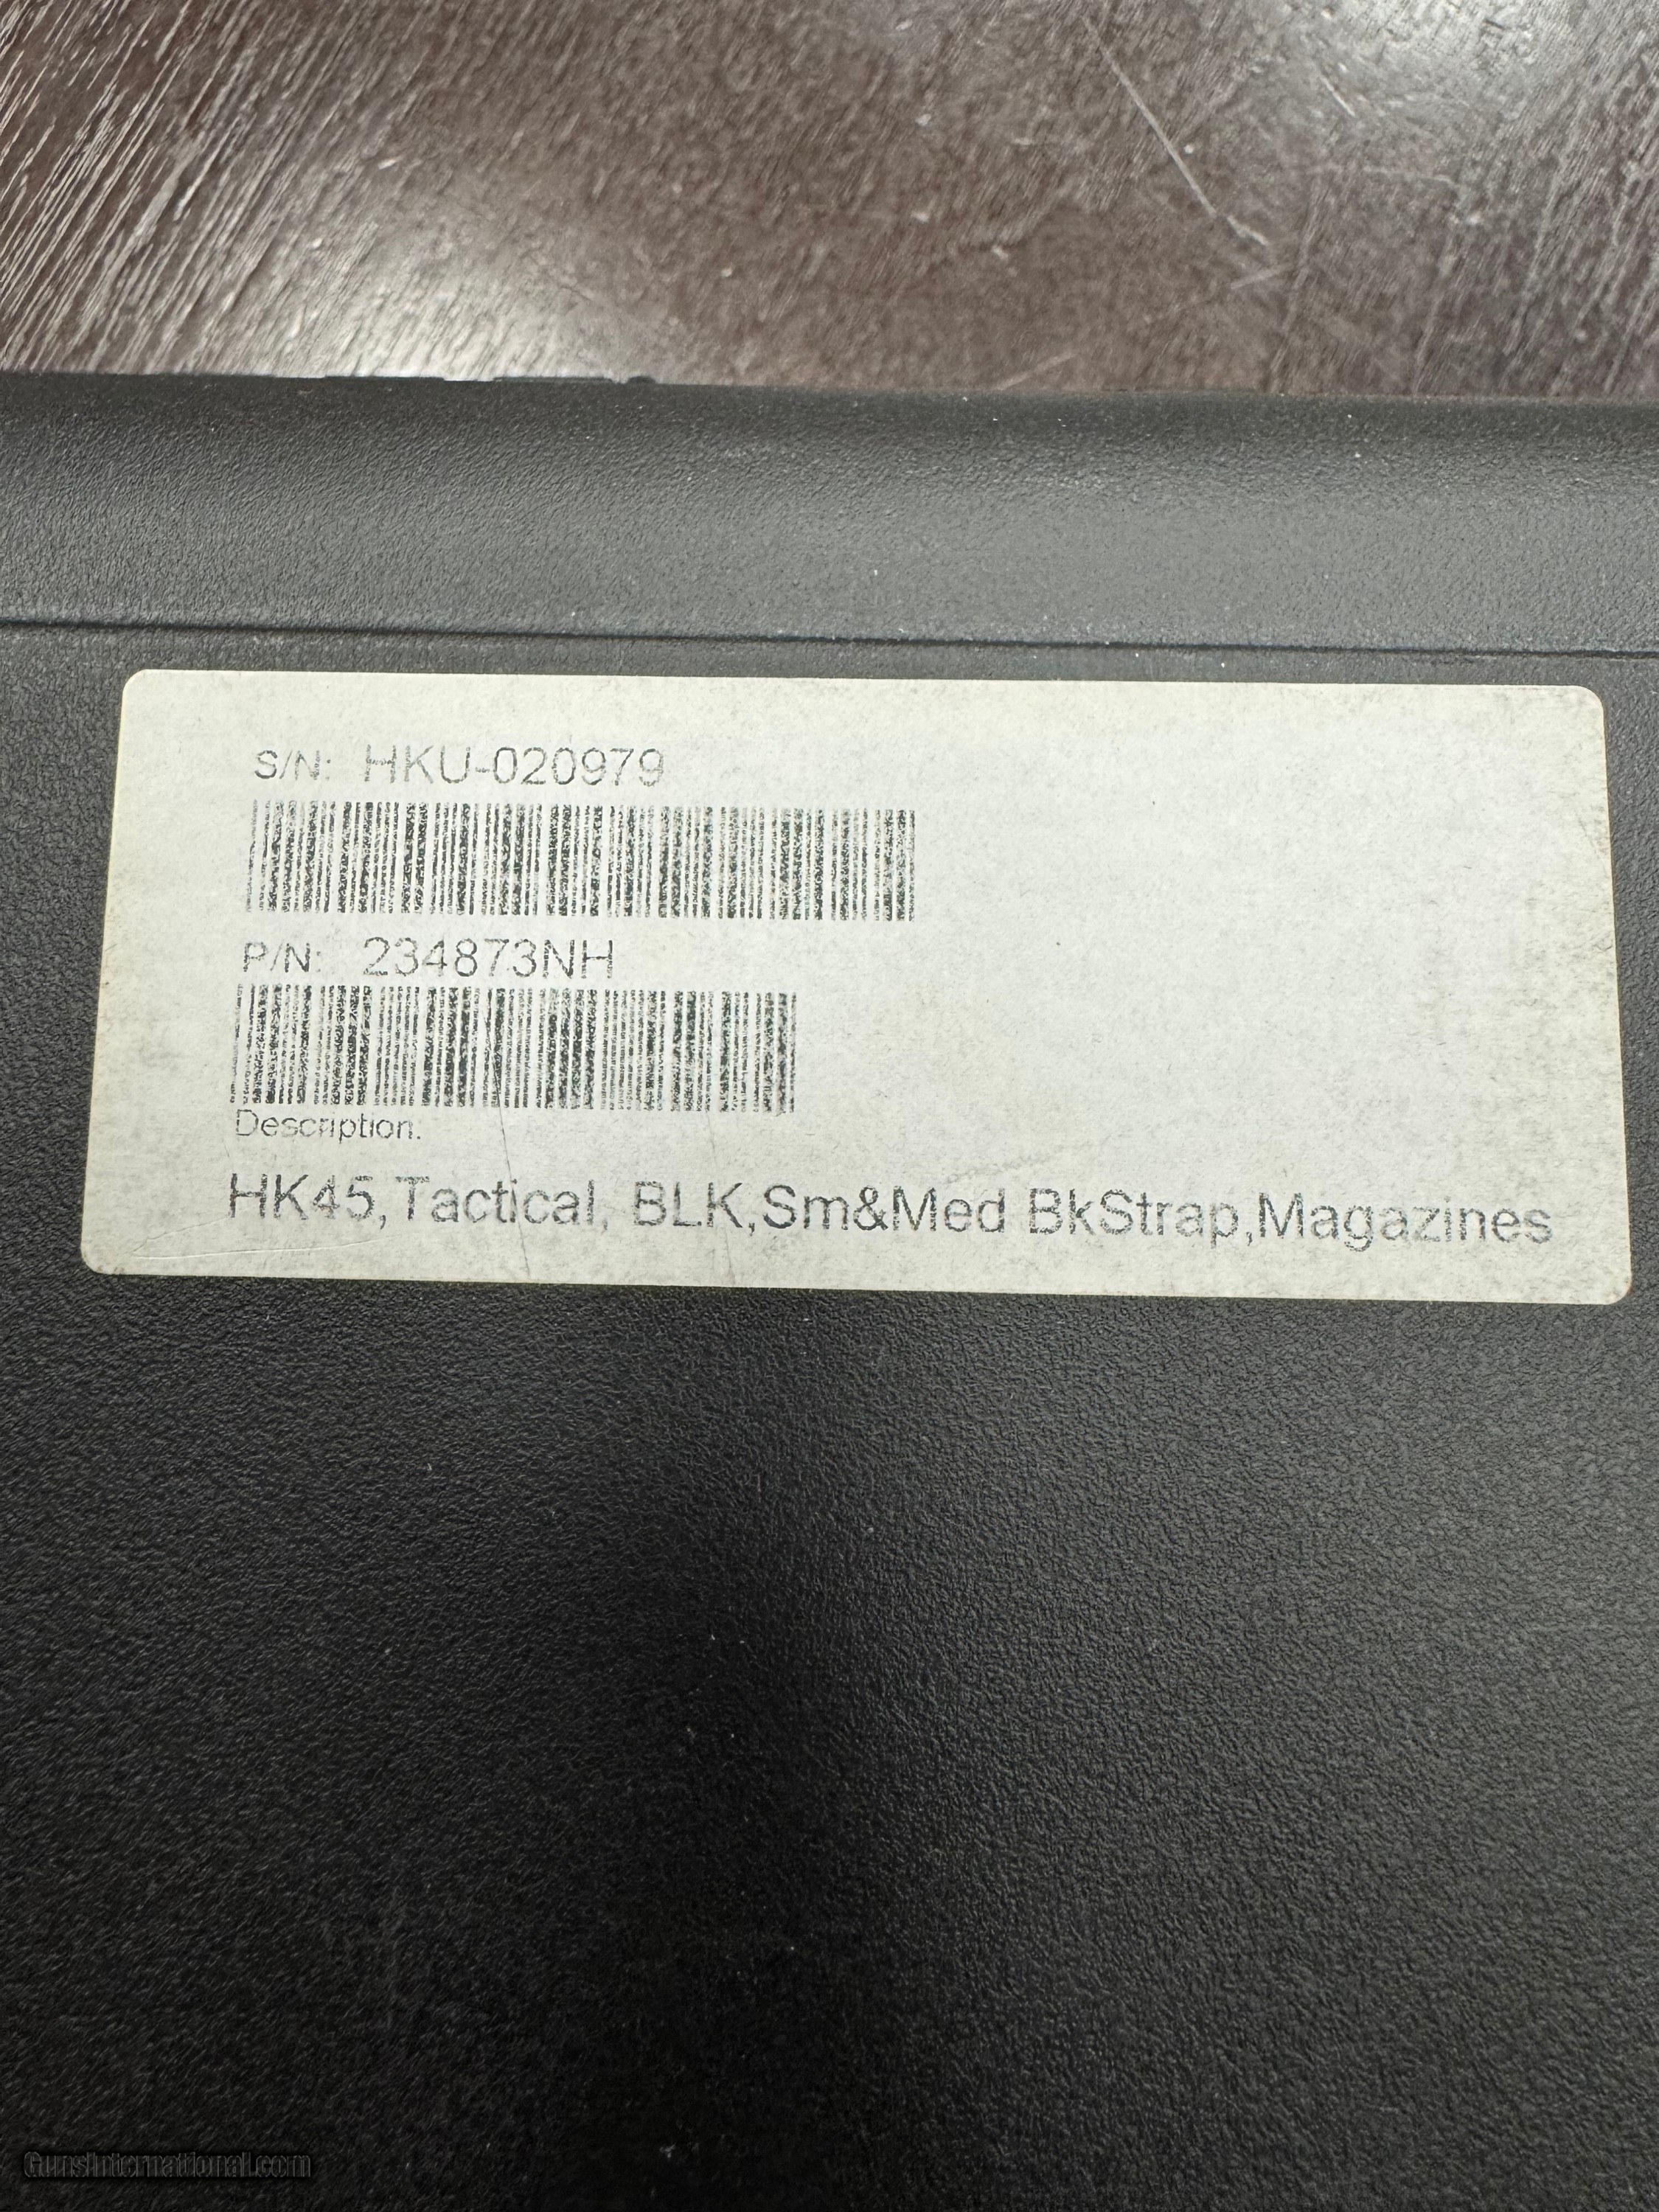 S/N: HKU-020979
P/N: 234873NH
Description:
HK45,Tactical, BLK,Sm&Med BkStrap,Magazines
GunsInternational.com